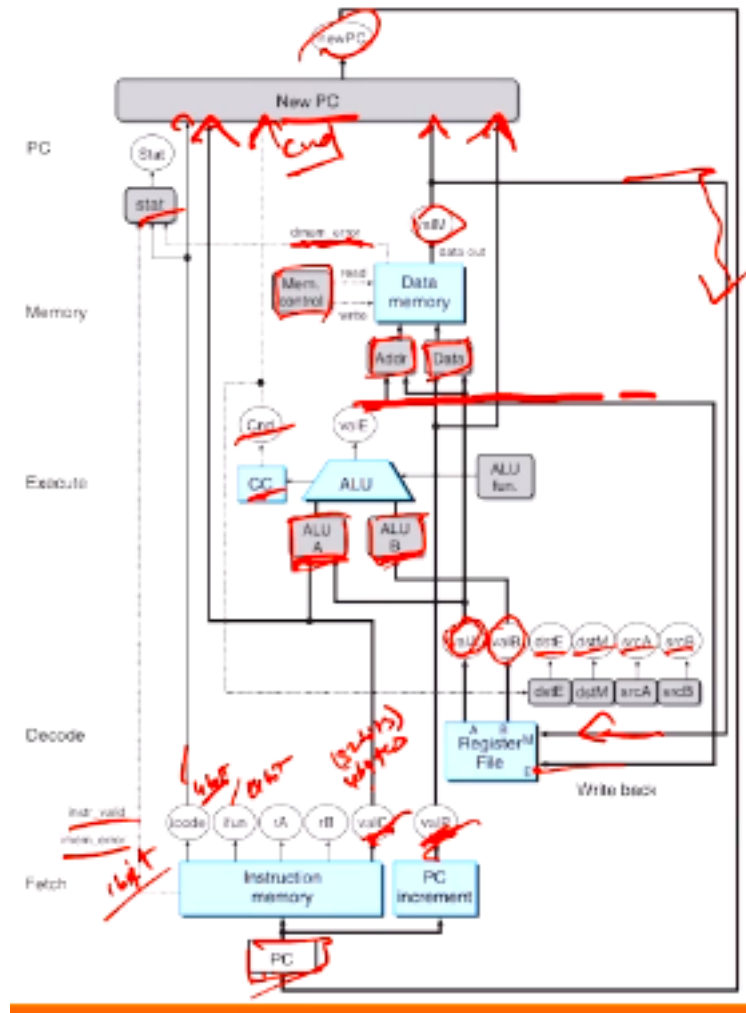 newPC
New PC
Cnd
PC
Stat
stat
dmem_error
valM
data out
read
Mem. control
write
Data memory
Memory
Addr
Data
Cnd
valE
CC
ALU
ALU fun.
Execute
ALU A
ALU B
valA
valB
dstE
dstM
srcA
srcB
dstE
dstM
srcA
srcB
A
B
M
Register File
E
Decode
Write back
(32bits)
instr_valid
icode
ifun
rA
rB
valC
valP
imem_error
Fetch
Instruction memory
PC increment
PC